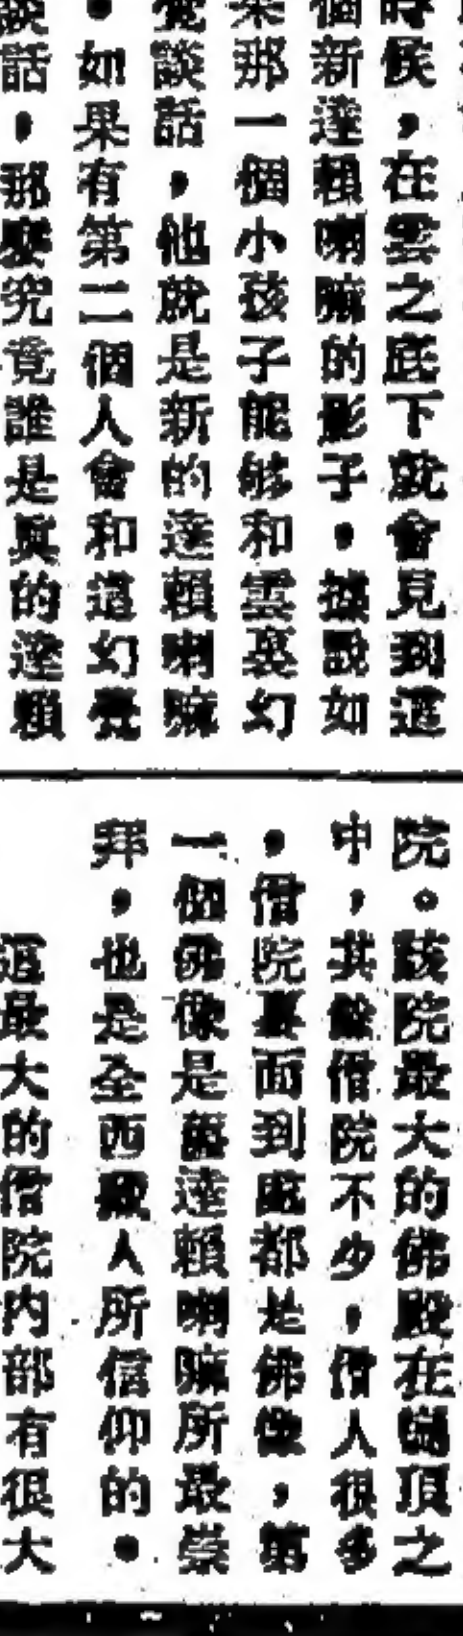 時候，在雲之底下就會見到這
個新達賴喇嘛的影子，據說如
果那一個小孩子能够和雲裏幻
覺談話，他就是新的達賴喇嘛
。如果有第二個人會和這幻覺
談話，那麼究竟誰是眞的達賴
院。該院最大的佛殿在頂之
中，其餘僧院不少，僧人很多
，僧院裏面到處都是佛像，第
一個佛像是舊達賴喇嘛所最崇
拜，也是全西藏人所信仰的。
這最大的僧院內部有很大